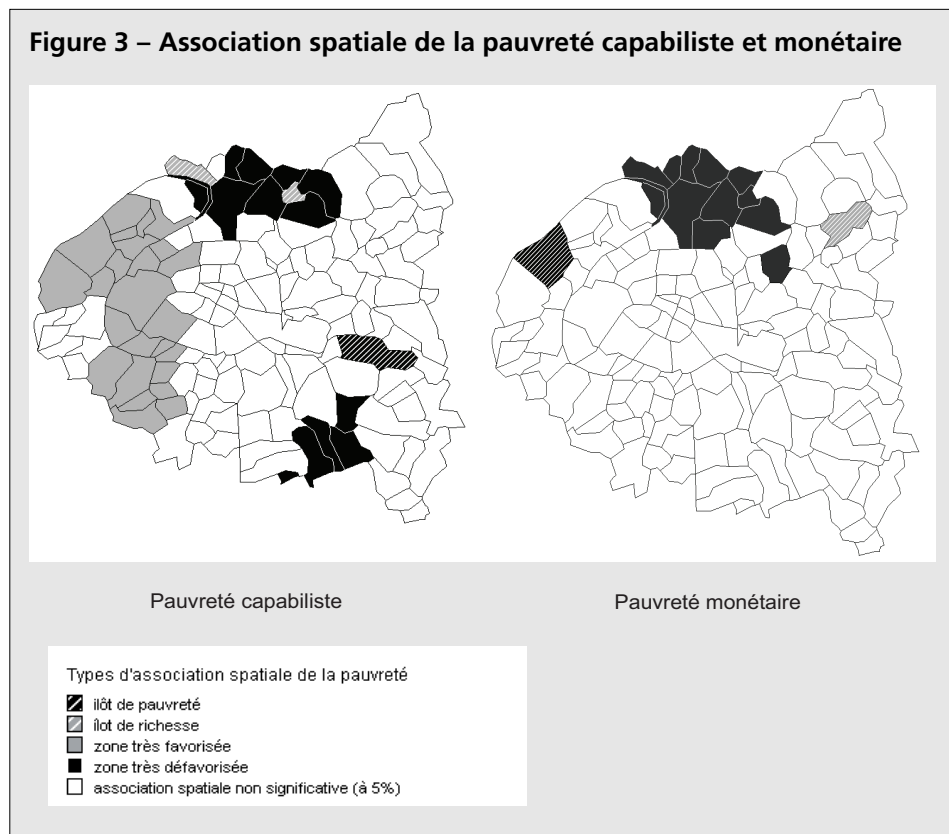 Figure 3 – Association spatiale de la pauvreté capabiliste et monétaire
Pauvreté capabiliste
Pauvreté monétaire
Types d'association spatiale de la pauvreté
ilôt de pauvreté
îlot de richesse
zone très favorisée
zone très défavorisée
association spatiale non significative (à 5%)